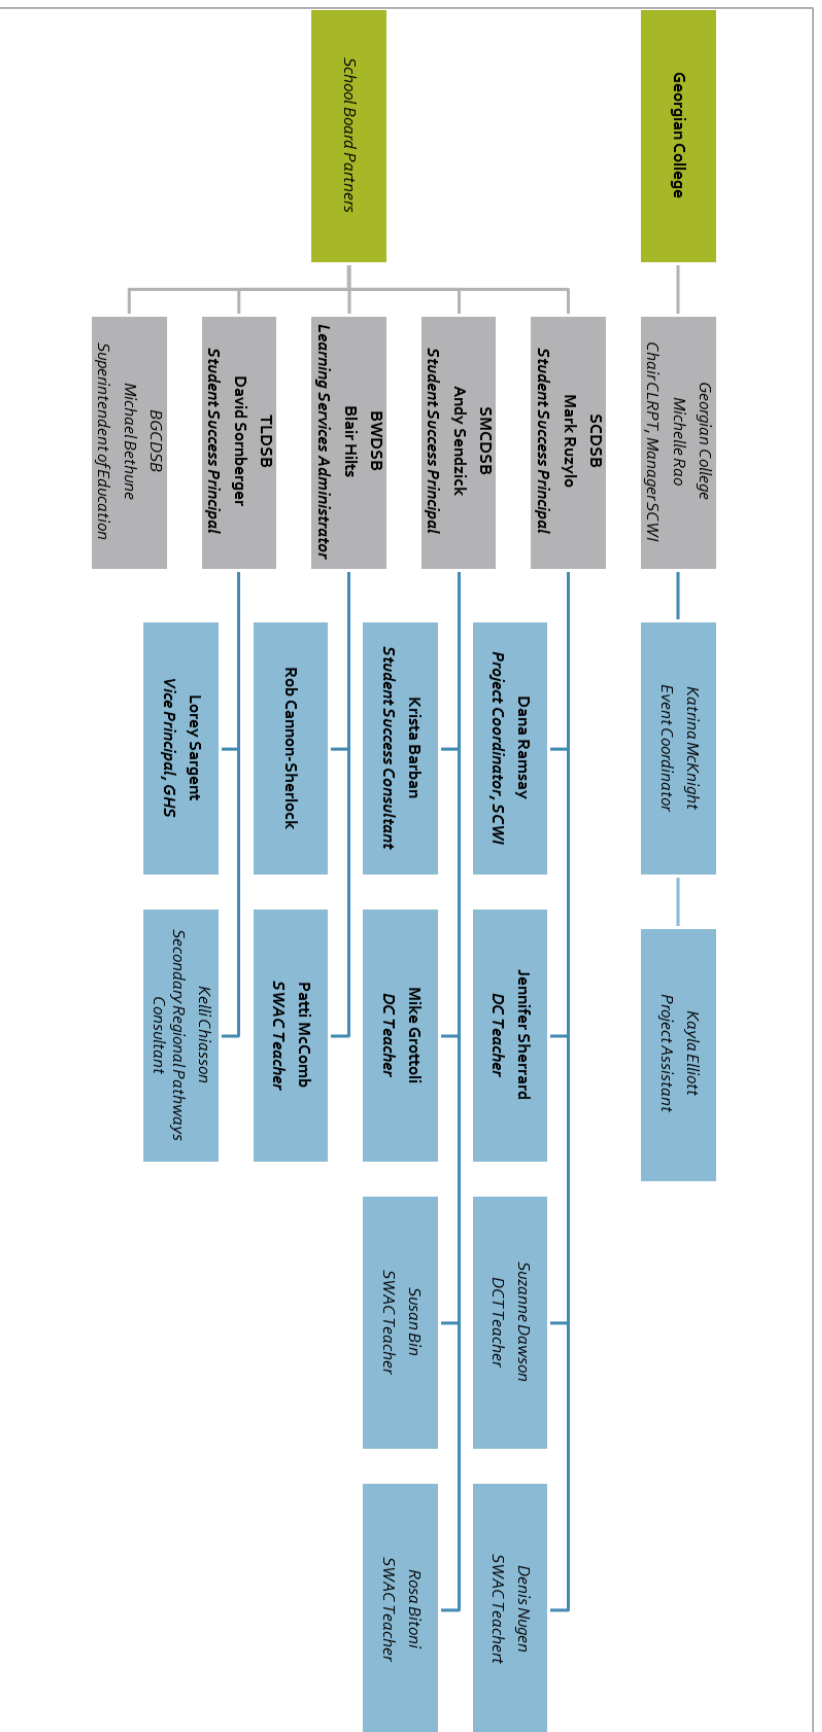 Georgian College
Georgian College
Michelle Rao
Chair CLRPT, Manager SCWI
Katrina McKnight
Event Coordinator
Kayla Elliott
Project Assistant
School Board Partners
SCDSB
Mark Ruzylo
Student Success Principal
Dana Ramsay
Project Coordinator, SCWI
Jennifer Sherrard
DC Teacher
Suzanne Dawson
DCT Teacher
Denis Nugen
SWAC Teachert
SMCDSB
Andy Sendzick
Student Success Principal
Krista Barban
Student Success Consultant
Mike Grottoli
DC Teacher
Susan Bin
SWAC Teacher
Rosa Bitoni
SWAC Teacher
BWDSB
Blair Hilts
Learning Services Administrator
Rob Cannon-Sherlock
Patti McComb
SWAC Teacher
TLDSB
David Sornberger
Student Success Principal
Lorey Sargent
Vice Principal, GHS
Kelli Chiasson
Secondary Regional Pathways
Consultant
BGCDSB
Michael Bethune
Superintendent of Education